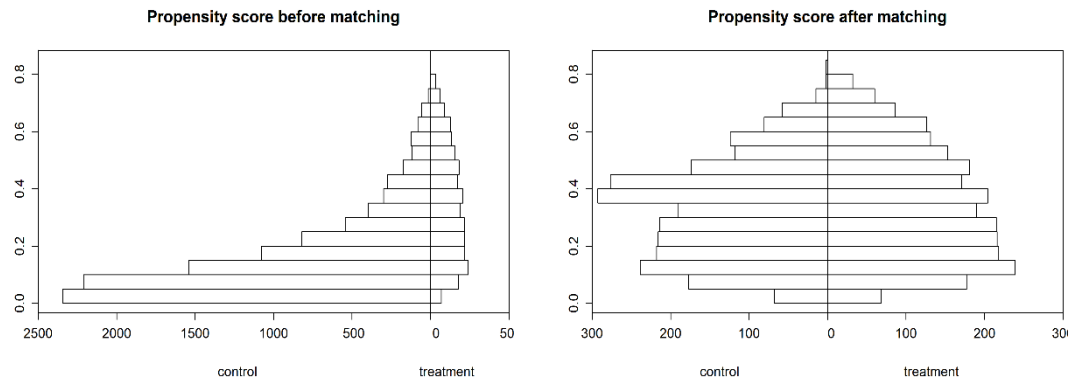 Propensity score before matching
0.8
0.6
0.4
0.2
0.0
2500 2000 1500 1000 500 0 50
control treatment
Propensity score after matching
0.8
0.6
0.4
0.2
0.0
300 200 100 0 100 200 300
control treatment